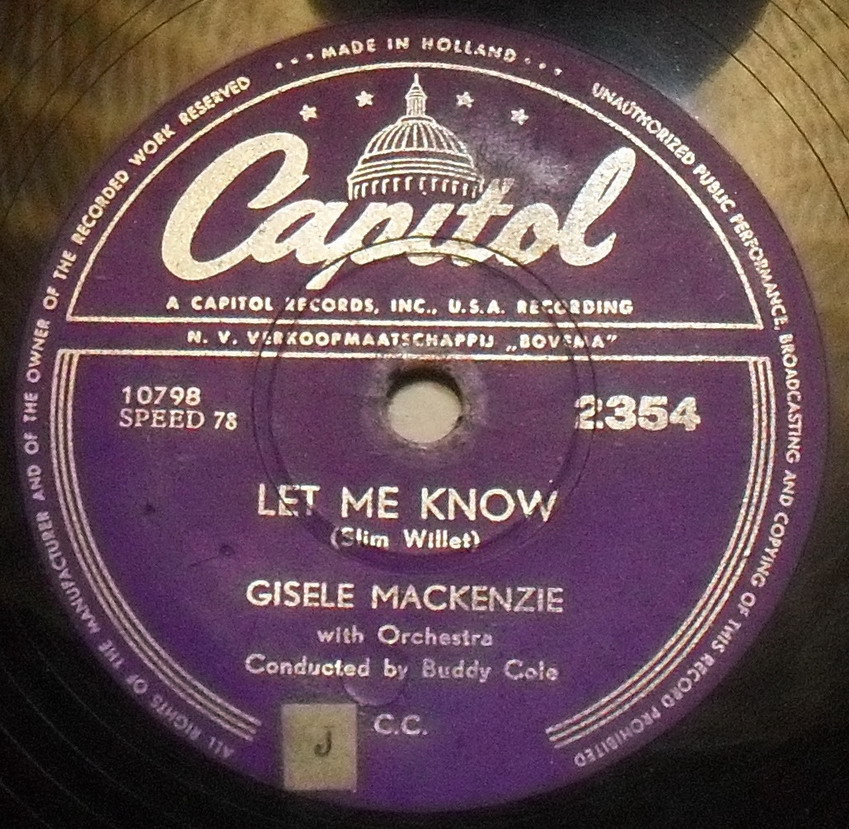 · · · MADE IN HOLLAND · · ·
ALL RIGHTS OF THE MANUFACTURER AND OF THE OWNER OF THE RECORDED WORK RESERVED
UNAUTHORIZED PUBLIC PERFORMANCE, BROADCASTING AND COPYING OF THIS RECORD PROHIBITED
Capitol
A CAPITOL RECORDS, INC., U.S.A. RECORDING
N. V. VERKOOPMAATSCHAPPIJ „BOVEMA”
10798
SPEED 78
2354
LET ME KNOW
(Slim Willet)
GISELE MACKENZIE
with Orchestra
Conducted by Buddy Cole
C.C.
J